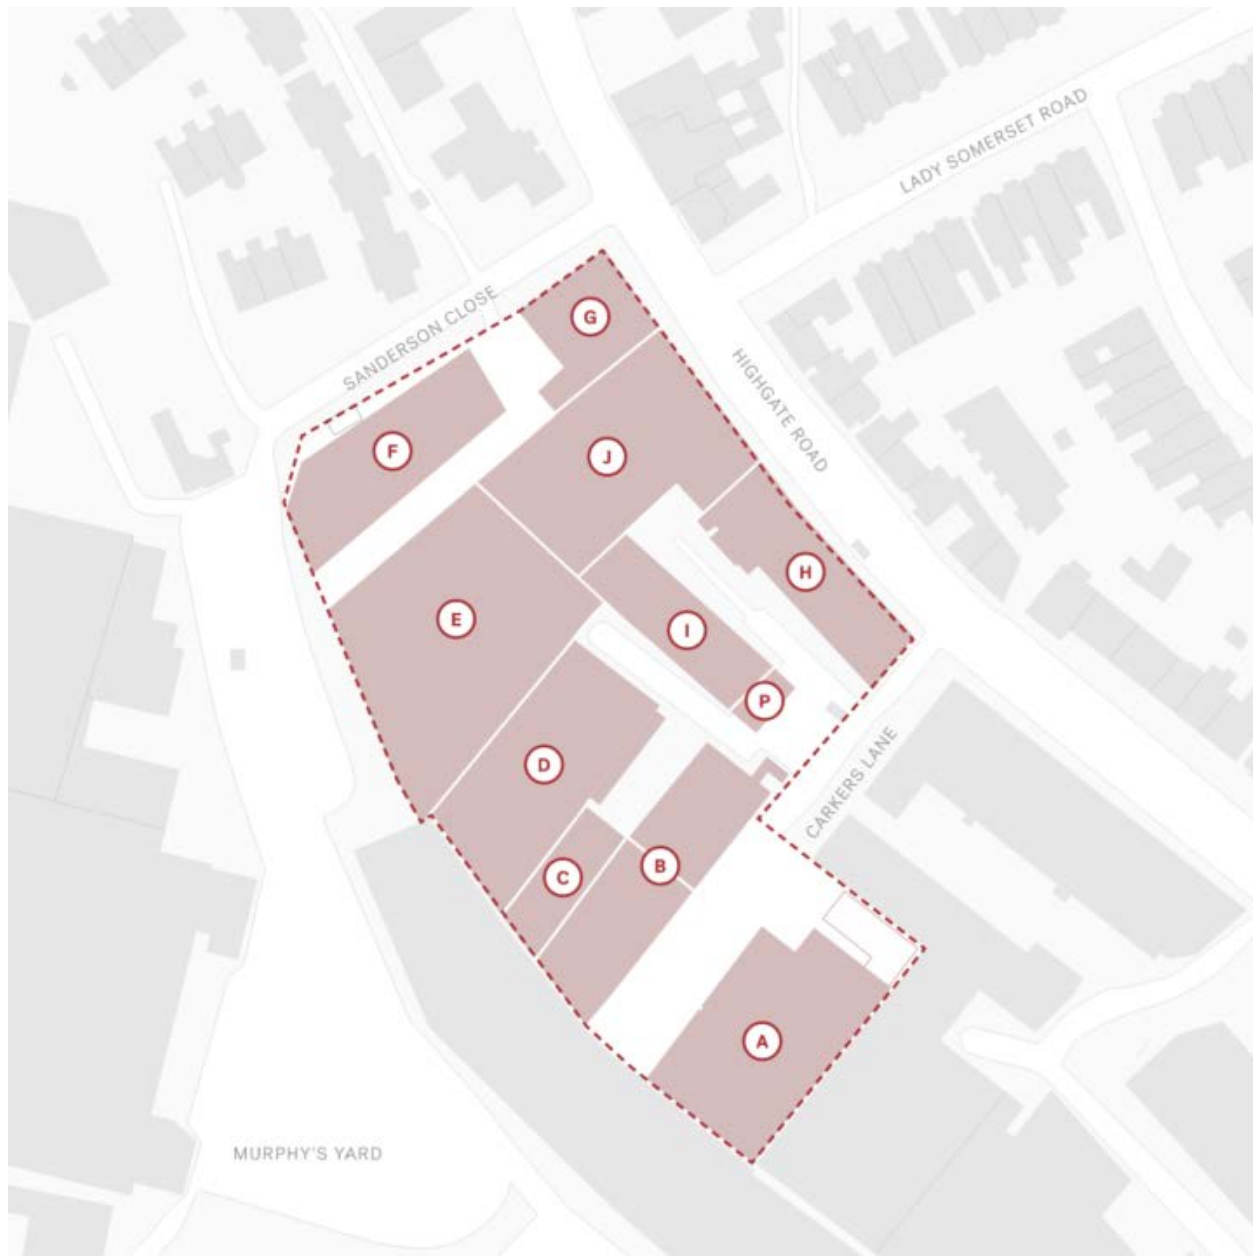 LADY SOMERSET ROAD
SANDERSON CLOSE
G
HIGHGATE ROAD
F
J
H
E
I
P
D
CARKERS LANE
C
B
A
MURPHY'S YARD